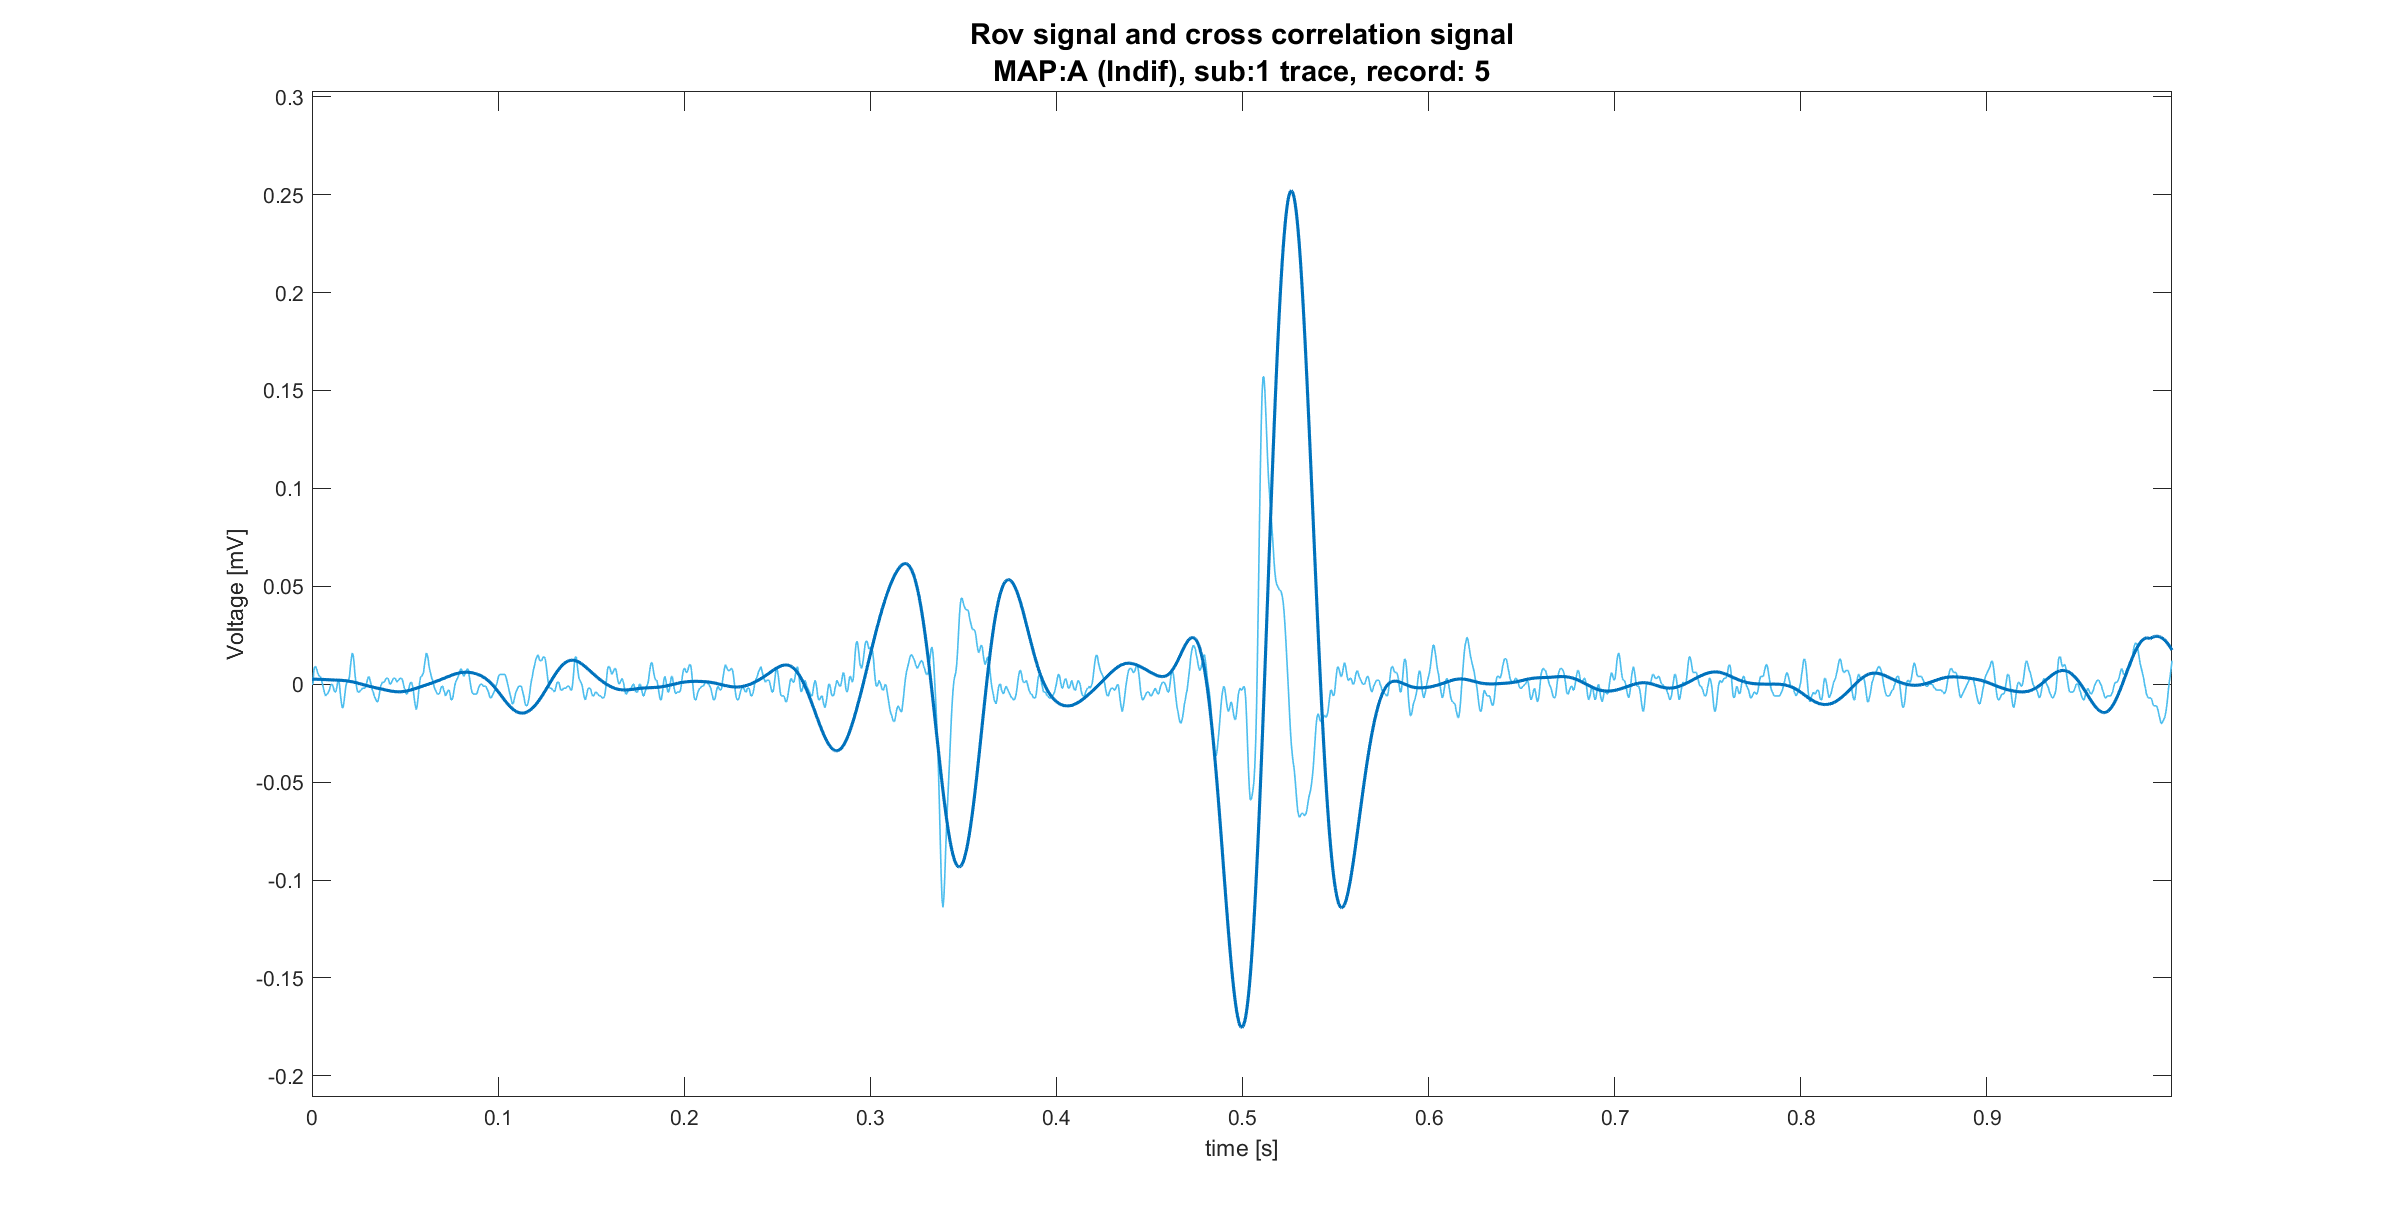 Rov signal and cross correlation signal
MAP:A (Indif), sub:1 trace, record: 5
0.3
0.25
0.2
0.15
0.1
0.05
0
-0.05
-0.1
-0.15
-0.2
Voltage [mV]
0 0.1 0.2 0.3 0.4 0.5 0.6 0.7 0.8 0.9
time [s]